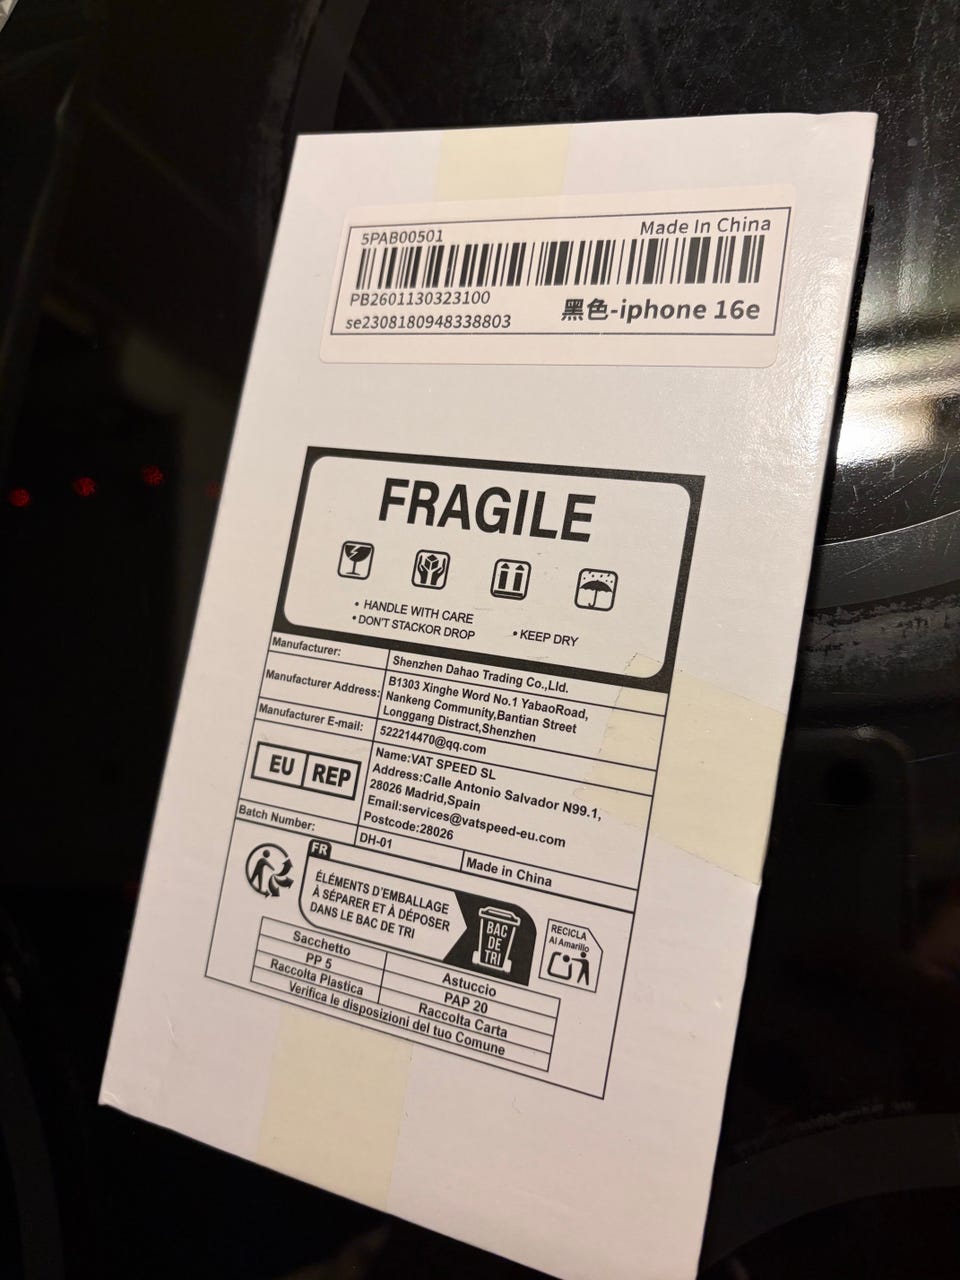 5PAB00501
Made In China
PB2601130323100
se2308180948338803
黑色-iphone 16e
FRAGILE
• HANDLE WITH CARE
• DON'T STACKOR DROP
• KEEP DRY
Manufacturer:
Shenzhen Dahao Trading Co.,Lld.
Manufacturer Address:
B1303 Xinghe Word No.1 YabaoRoad,
Nankeng Community,Bantian Street
Longgang Distract,Shenzhen
Manufacturer E-mail:
522214470@qq.com
EU REP
Name:VAT SPEED SL
Address:Calle Antonio Salvador N99.1,
28026 Madrid,Spain
Email:services@vatspeed-eu.com
Postcode:28026
Batch Number:
DH-01
Made in China
FR
ÉLÉMENTS D'EMBALLAGE
À SÉPARER ET À DÉPOSER
DANS LE BAC DE TRI
BAC
DE
TRI
RECICLA
Al Amarillo
Sacchetto
Astuccio
PP 5
PAP 20
Raccolta Plastica
Raccolta Carta
Verifica le disposizioni del tuo Comune